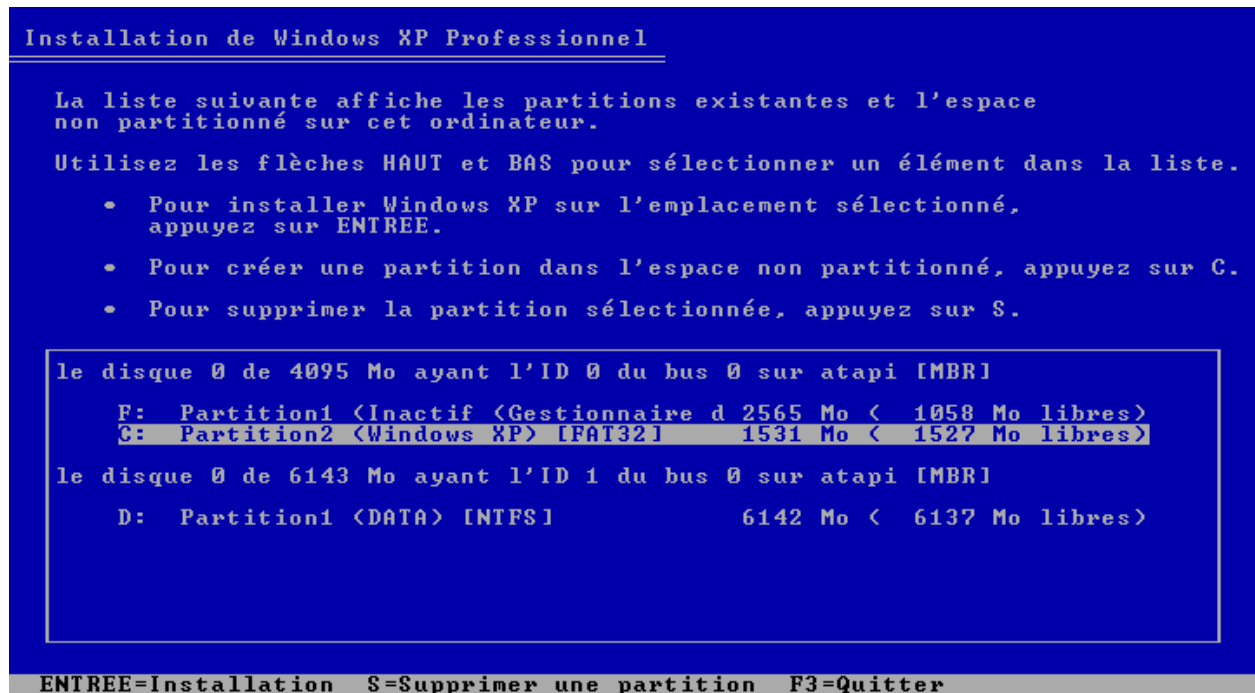 Installation de Windows XP Professionnel
La liste suivante affiche les partitions existantes et l'espace
non partitionné sur cet ordinateur.
Utilisez les flèches HAUT et BAS pour sélectionner un élément dans la liste.
• Pour installer Windows XP sur l'emplacement sélectionné,
appuyez sur ENTREE.
• Pour créer une partition dans l'espace non partitionné, appuyez sur C.
• Pour supprimer la partition sélectionnée, appuyez sur S.
le disque 0 de 4095 Mo ayant l'ID 0 du bus 0 sur atapi [MBR]
F: Partition1 (Inactif (Gestionnaire d 2565 Mo ( 1058 Mo libres)
C: Partition2 (Windows XP) [FAT32] 1531 Mo ( 1527 Mo libres)
le disque 0 de 6143 Mo ayant l'ID 1 du bus 0 sur atapi [MBR]
D: Partition1 (DATA) [NTFS] 6142 Mo ( 6137 Mo libres)
ENTREE=Installation S=Supprimer une partition F3=Quitter